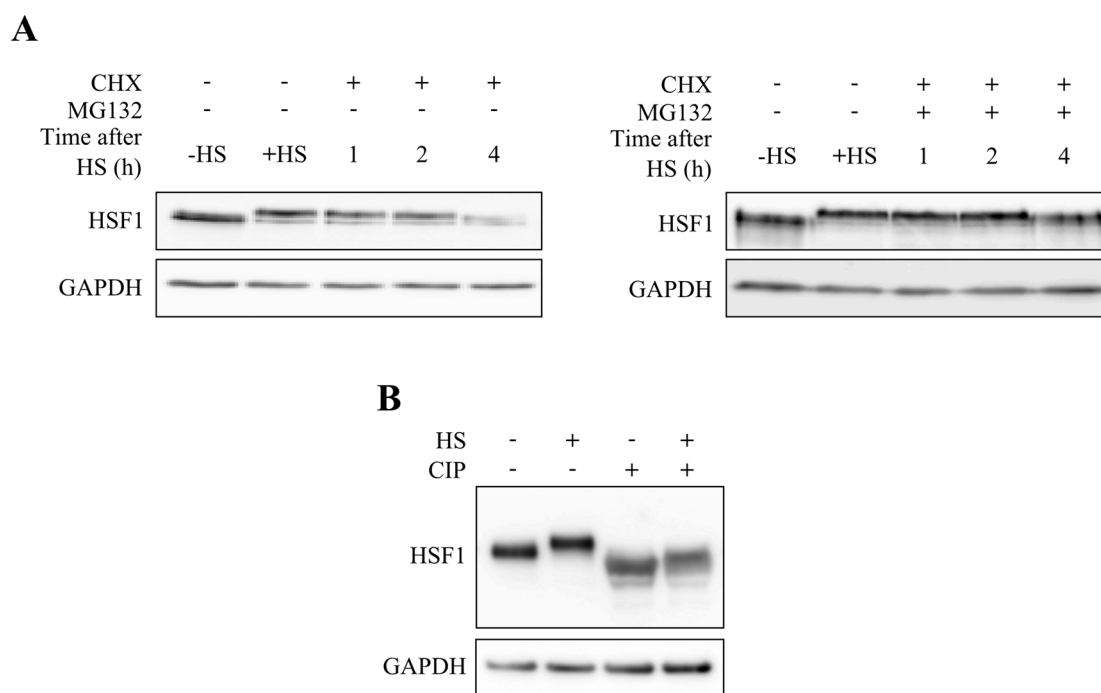 A
CHX - - + + +
MG132 - - - - -
Time after
HS (h) -HS +HS 1 2 4
HSF1
GAPDH
CHX - - + + +
MG132 - - + + +
Time after
HS (h) -HS +HS 1 2 4
HSF1
GAPDH
B
HS - + - +
CIP - - + +
HSF1
GAPDH